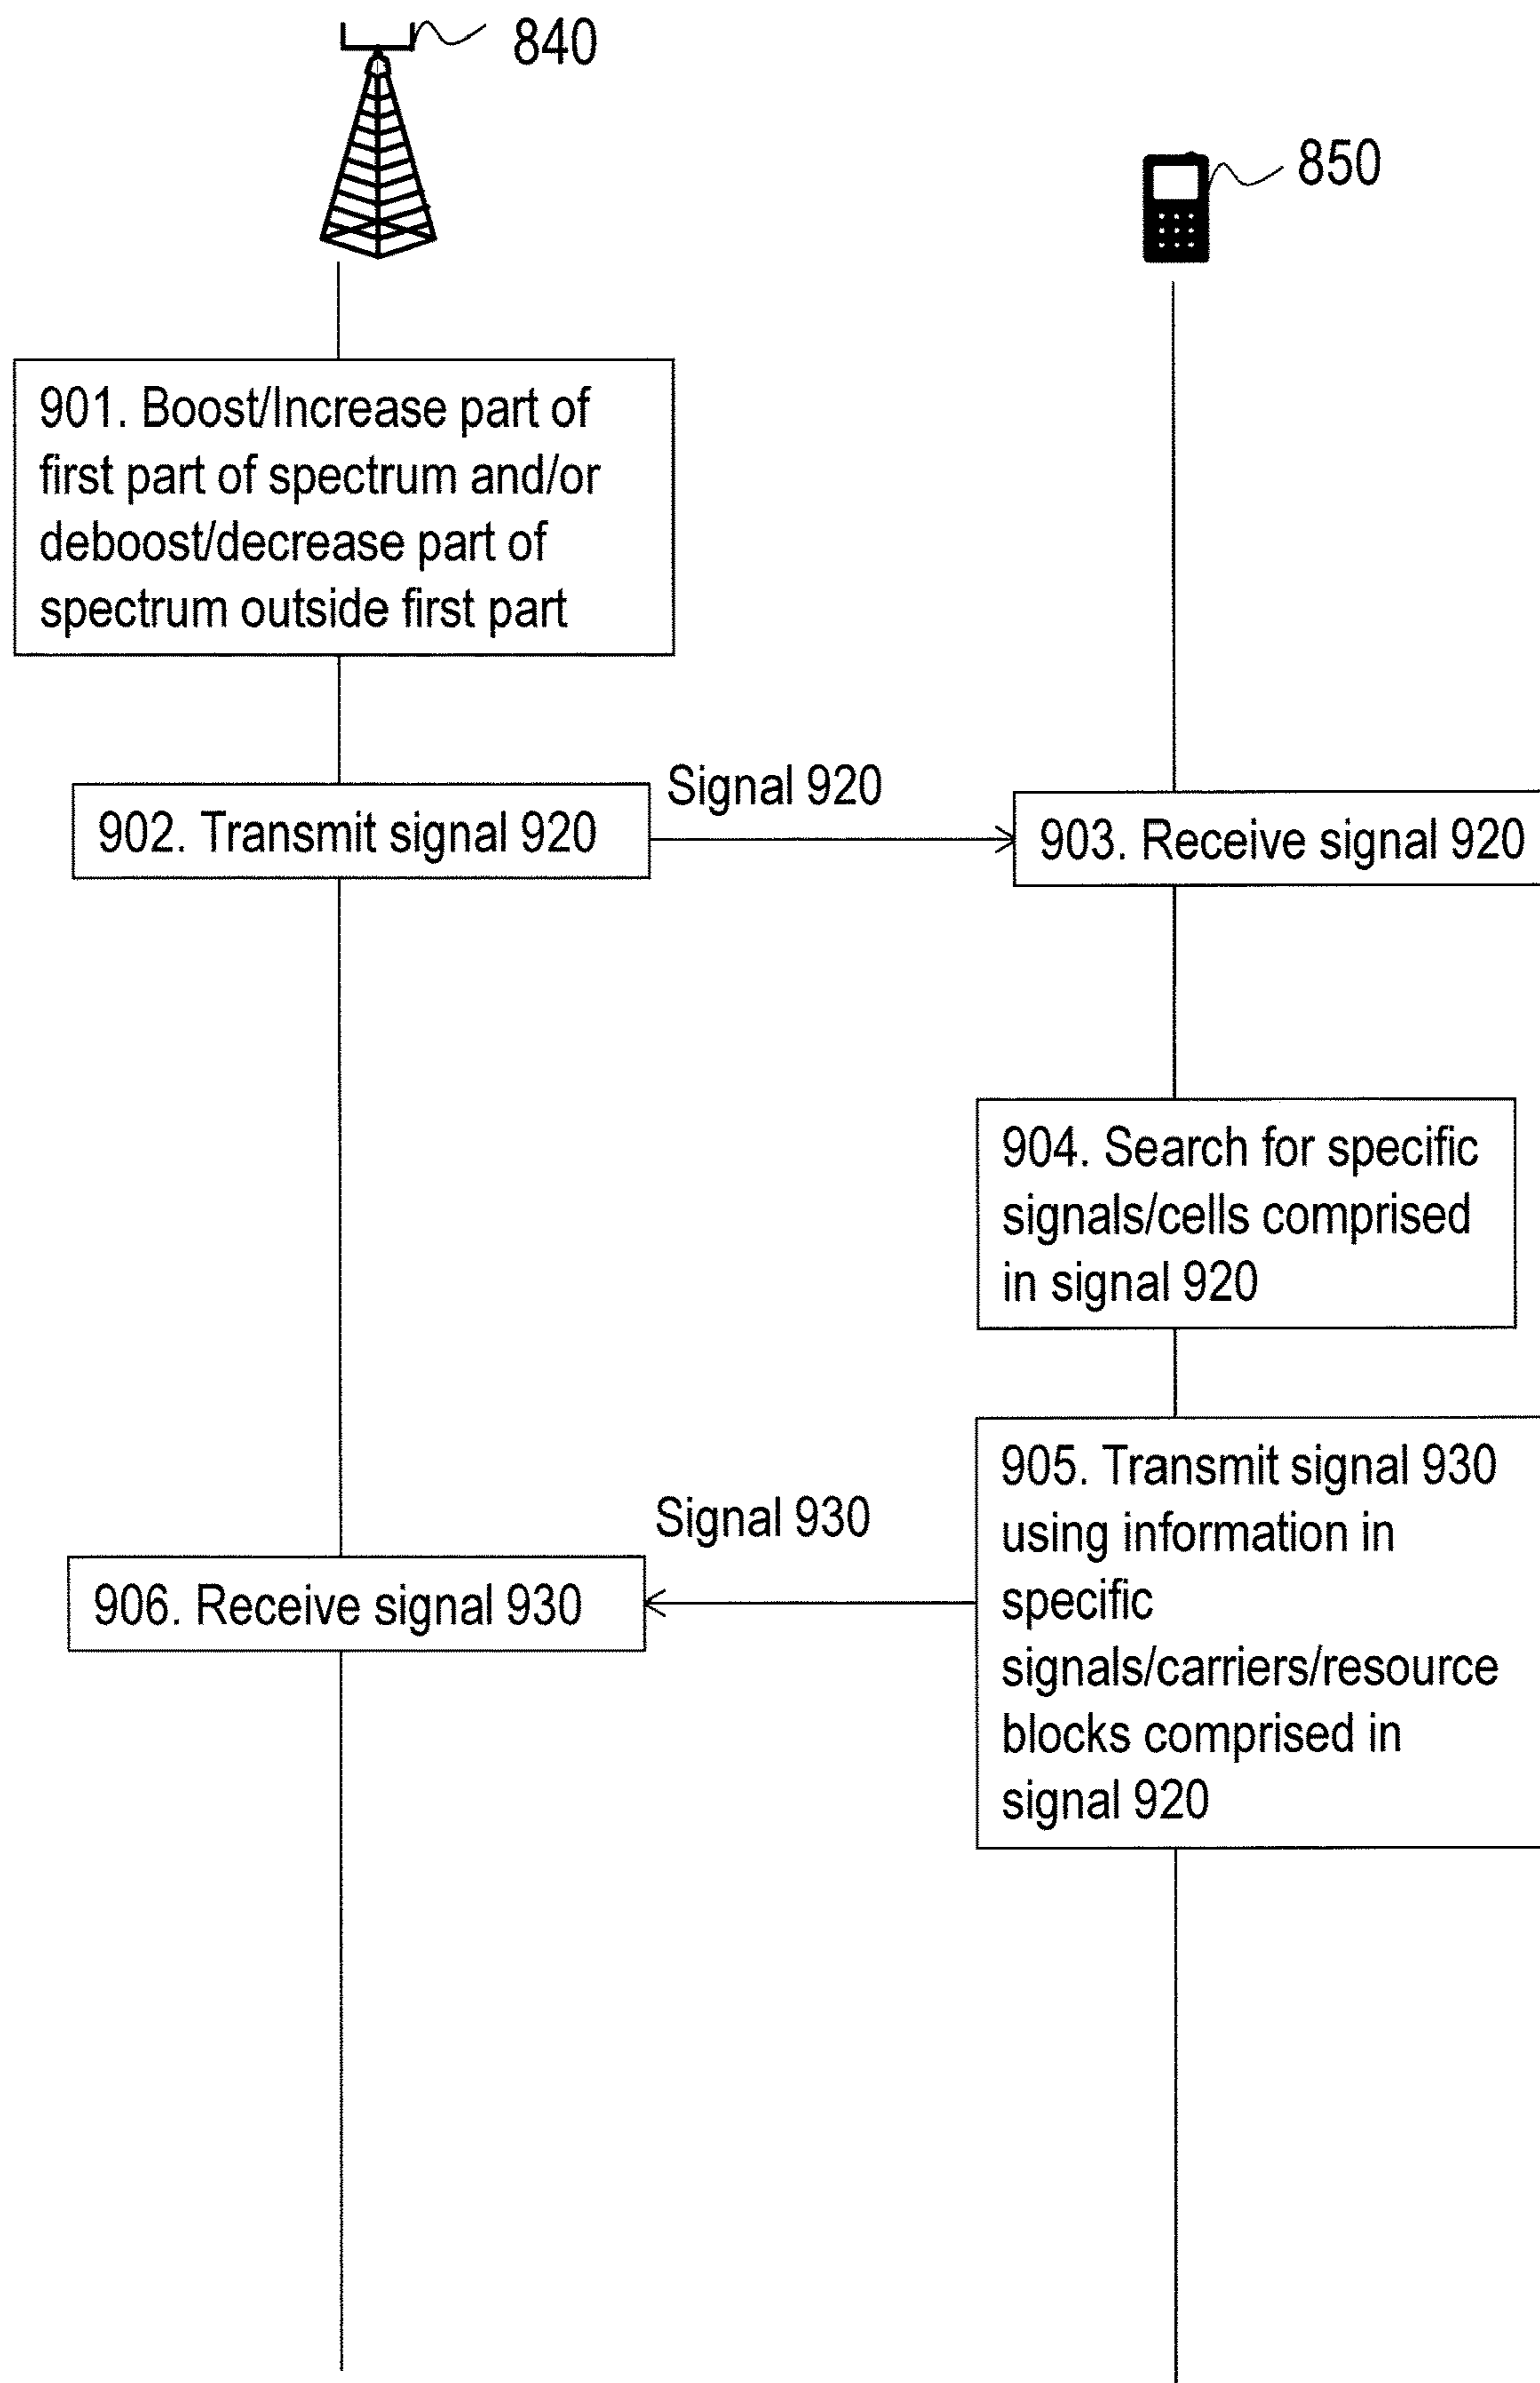 840
850
901. Boost/Increase part of
first part of spectrum and/or
deboost/decrease part of
spectrum outside first part
Signal 920
902. Transmit signal 920
903. Receive signal 920
904. Search for specific
signals/cells comprised
in signal 920
905. Transmit signal 930
using information in
specific
signals/carriers/resource
blocks comprised in
signal 920
Signal 930
906. Receive signal 930